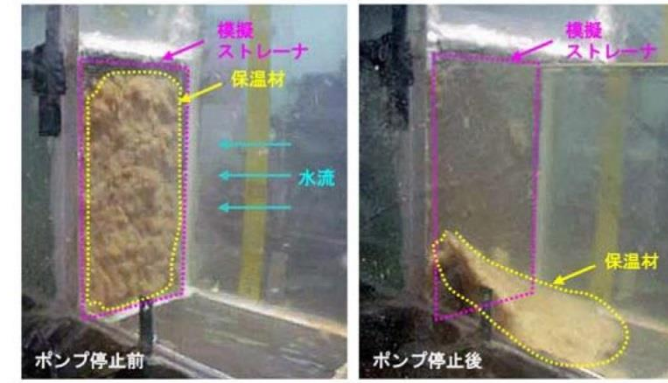 模擬
ストレーナ
保温材
水流
ポンプ停止前
模擬
ストレーナ
保温材
ポンプ停止後